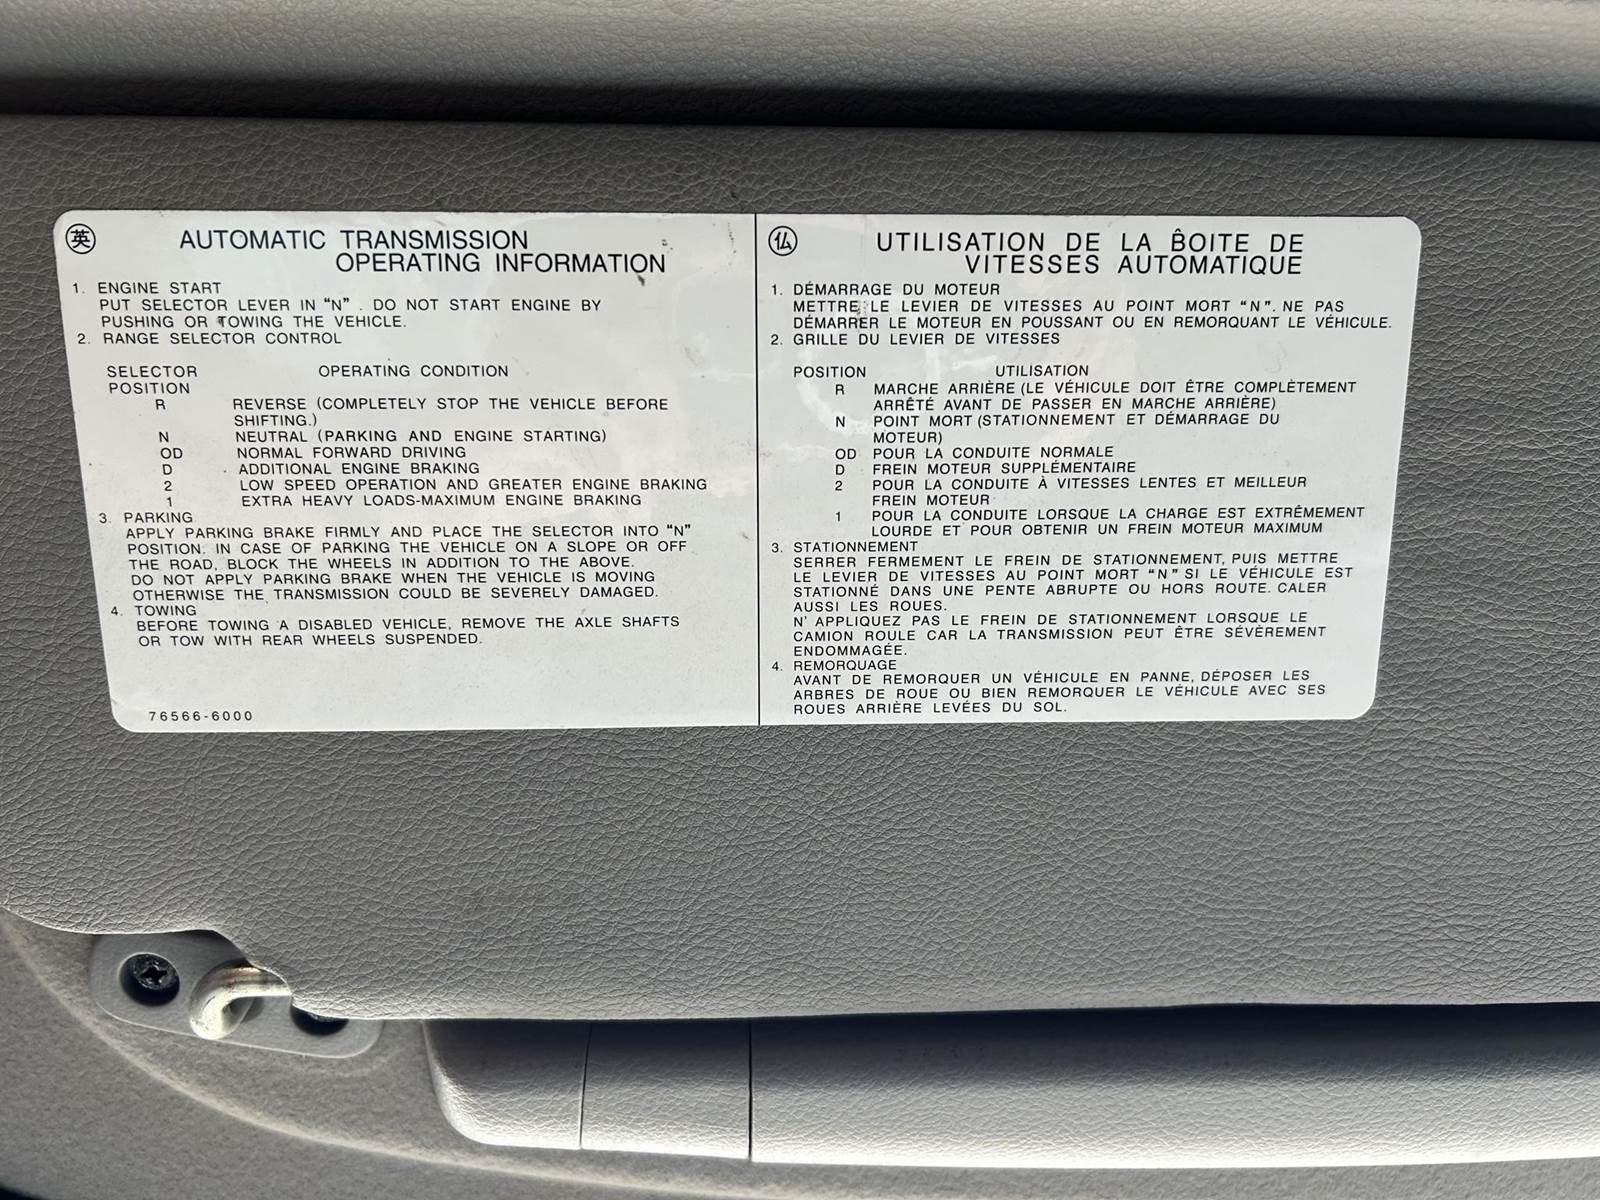 英
AUTOMATIC TRANSMISSION
OPERATING INFORMATION
1. ENGINE START
PUT SELECTOR LEVER IN "N" . DO NOT START ENGINE BY
PUSHING OR TOWING THE VEHICLE.
2. RANGE SELECTOR CONTROL
SELECTOR OPERATING CONDITION
POSITION
R REVERSE (COMPLETELY STOP THE VEHICLE BEFORE
SHIFTING.)
N NEUTRAL (PARKING AND ENGINE STARTING)
OD NORMAL FORWARD DRIVING
D ADDITIONAL ENGINE BRAKING
2 LOW SPEED OPERATION AND GREATER ENGINE BRAKING
1 EXTRA HEAVY LOADS-MAXIMUM ENGINE BRAKING
3. PARKING
APPLY PARKING BRAKE FIRMLY AND PLACE THE SELECTOR INTO "N"
POSITION. IN CASE OF PARKING THE VEHICLE ON A SLOPE OR OFF
THE ROAD, BLOCK THE WHEELS IN ADDITION TO THE ABOVE.
DO NOT APPLY PARKING BRAKE WHEN THE VEHICLE IS MOVING
OTHERWISE THE TRANSMISSION COULD BE SEVERELY DAMAGED.
4. TOWING
BEFORE TOWING A DISABLED VEHICLE, REMOVE THE AXLE SHAFTS
OR TOW WITH REAR WHEELS SUSPENDED.
76566-6000
仏
UTILISATION DE LA BOITE DE
VITESSES AUTOMATIQUE
1. DÉMARRAGE DU MOTEUR
METTRE LE LEVIER DE VITESSES AU POINT MORT "N". NE PAS
DÉMARRER LE MOTEUR EN POUSSANT OU EN REMORQUANT LE VÉHICULE.
2. GRILLE DU LEVIER DE VITESSES
POSITION UTILISATION
R MARCHE ARRIÈRE (LE VÉHICULE DOIT ÊTRE COMPLÈTEMENT
ARRÊTÉ AVANT DE PASSER EN MARCHE ARRIÈRE)
N POINT MORT (STATIONNEMENT ET DÉMARRAGE DU
MOTEUR)
OD POUR LA CONDUITE NORMALE
D FREIN MOTEUR SUPPLÉMENTAIRE
2 POUR LA CONDUITE À VITESSES LENTES ET MEILLEUR
FREIN MOTEUR
1 POUR LA CONDUITE LORSQUE LA CHARGE EST EXTRÊMEMENT
LOURDE ET POUR OBTENIR UN FREIN MOTEUR MAXIMUM
3. STATIONNEMENT
SERRER FERMEMENT LE FREIN DE STATIONNEMENT, PUIS METTRE
LE LEVIER DE VITESSES AU POINT MORT "N" SI LE VÉHICULE EST
STATIONNÉ DANS UNE PENTE ABRUPTE OU HORS ROUTE. CALER
AUSSI LES ROUES.
N' APPLIQUEZ PAS LE FREIN DE STATIONNEMENT LORSQUE LE
CAMION ROULE CAR LA TRANSMISSION PEUT ÊTRE SÉVÈREMENT
ENDOMMAGÉE.
4. REMORQUAGE
AVANT DE REMORQUER UN VÉHICULE EN PANNE, DÉPOSER LES
ARBRES DE ROUE OU BIEN REMORQUER LE VÉHICULE AVEC SES
ROUES ARRIÈRE LEVÉES DU SOL.